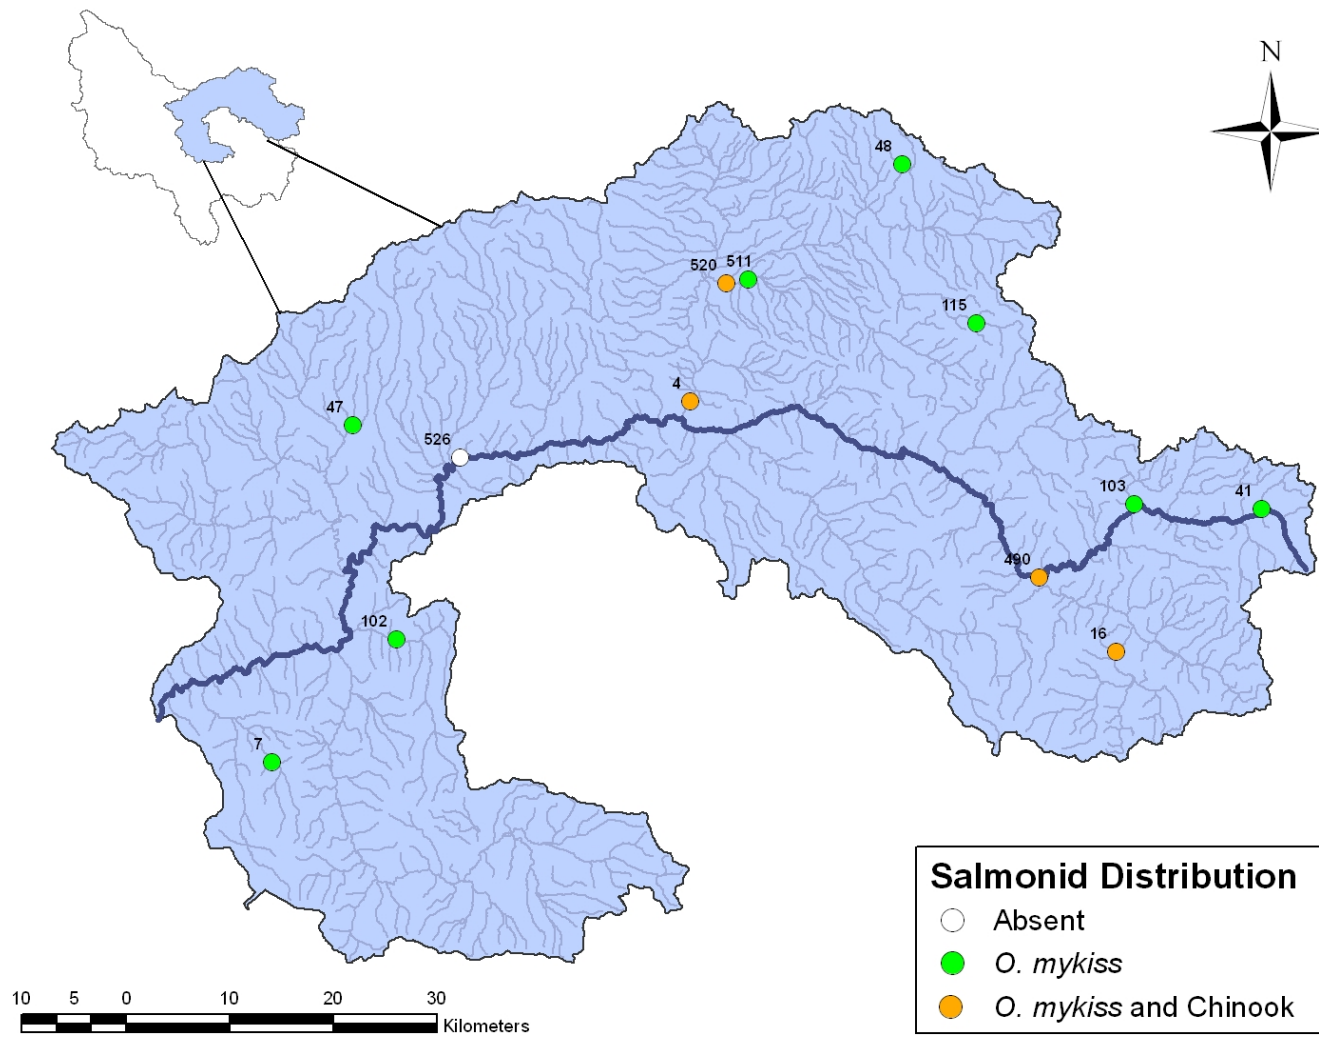 N
48
520 511
115
4
47
526
103
41
490
102
16
7
Salmonid Distribution
Absent
O. mykiss
O. mykiss and Chinook
10 5 0 10 20 30
Kilometers